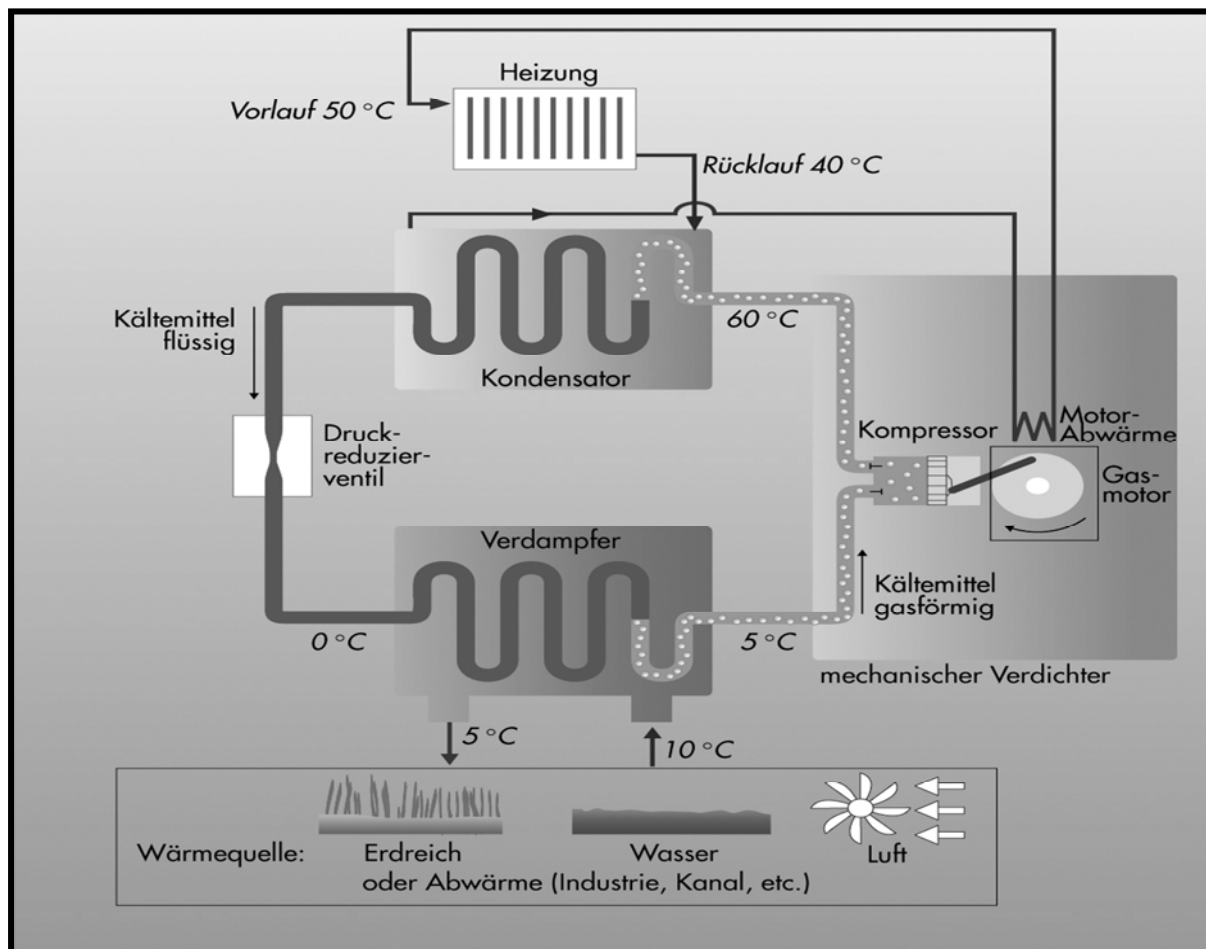 Heizung
Vorlauf 50 °C
Rücklauf 40 °C
Kältemittel
flüssig
60 °C
Kondensator
Druck-
reduzier-
ventil
Kompressor
Motor-
Abwärme
Gas-
motor
Verdampfer
Kältemittel
gasförmig
0 °C
5 °C
mechanischer Verdichter
5 °C
10 °C
Wärmequelle:
Erdreich
Wasser
Luft
oder Abwärme (Industrie, Kanal, etc.)